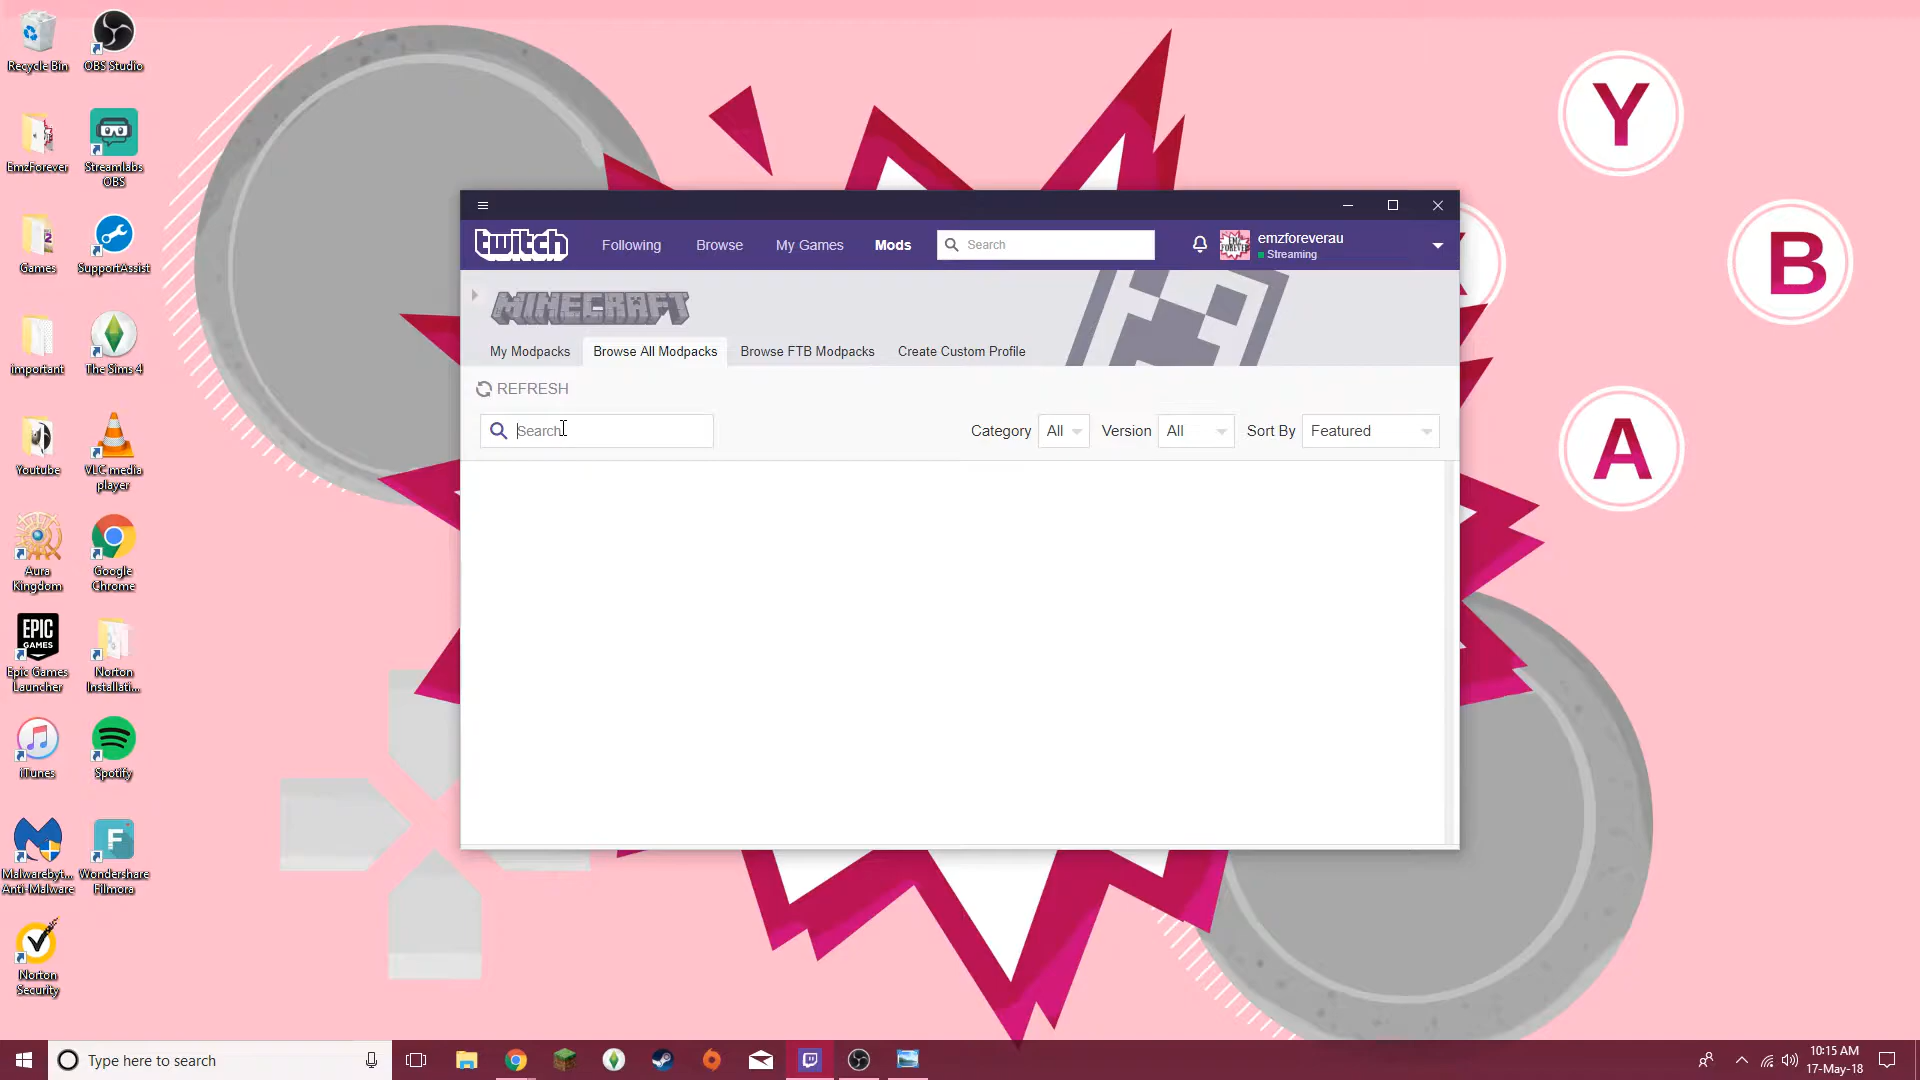 Recycle Bin
OBS Studio
EmzForever
Streamlabs
OBS
Games
SupportAssist
important
The Sims 4
Youtube
VLC media
player
Aura
Kingdom
Google
Chrome
EPIC
GAMES
Epic Games
Launcher
Norton
Installati...
iTunes
Spotify
Malwarebyt...
Anti-Malware
Wondershare
Filmora
Norton
Security
twitch
Following
Browse
My Games
Mods
Search
emzforeverau
Streaming
MINECRAFT
My Modpacks
Browse All Modpacks
Browse FTB Modpacks
Create Custom Profile
REFRESH
Search
Category
All
Version
All
Sort By
Featured
Y
B
A
Type here to search
10:15 AM
17-May-18